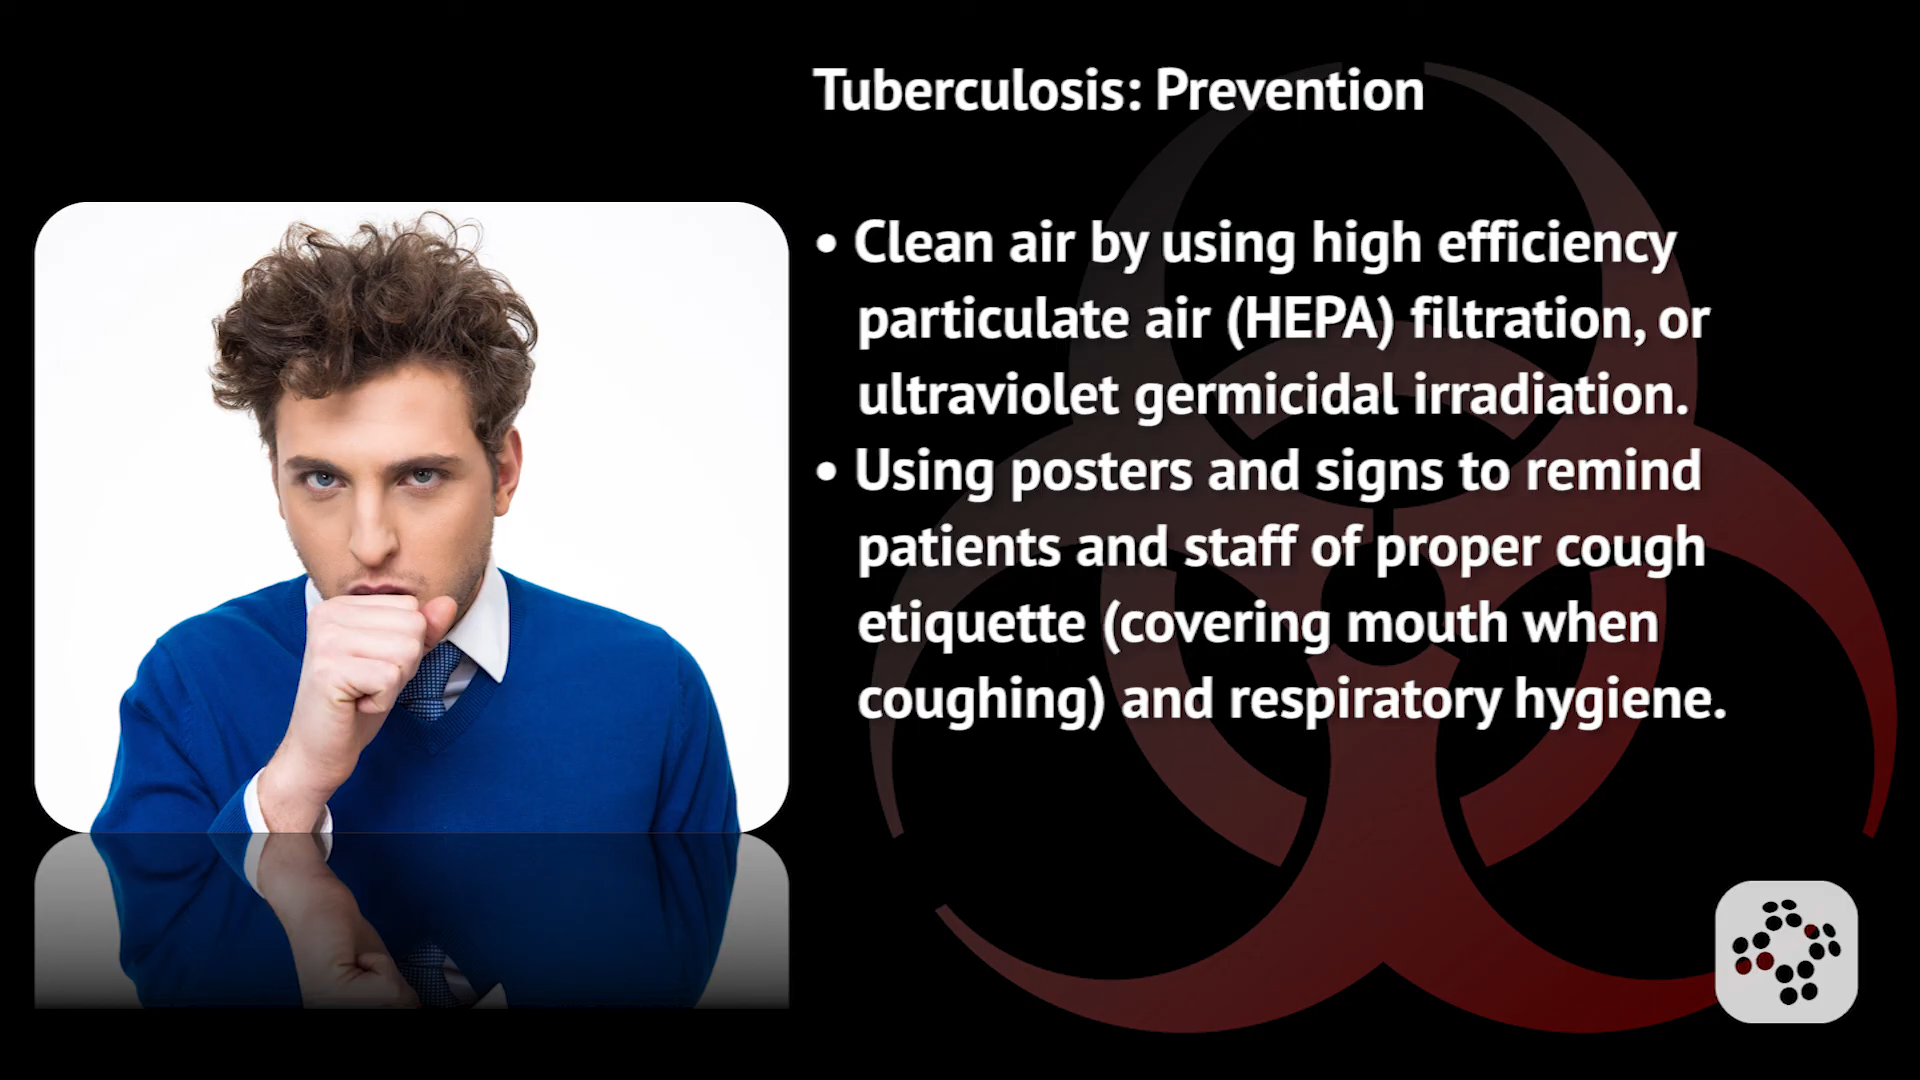 Tuberculosis: Prevention
• Clean air by using high efficiency
particulate air (HEPA) filtration, or
ultraviolet germicidal irradiation.
• Using posters and signs to remind
patients and staff of proper cough
etiquette (covering mouth when
coughing) and respiratory hygiene.